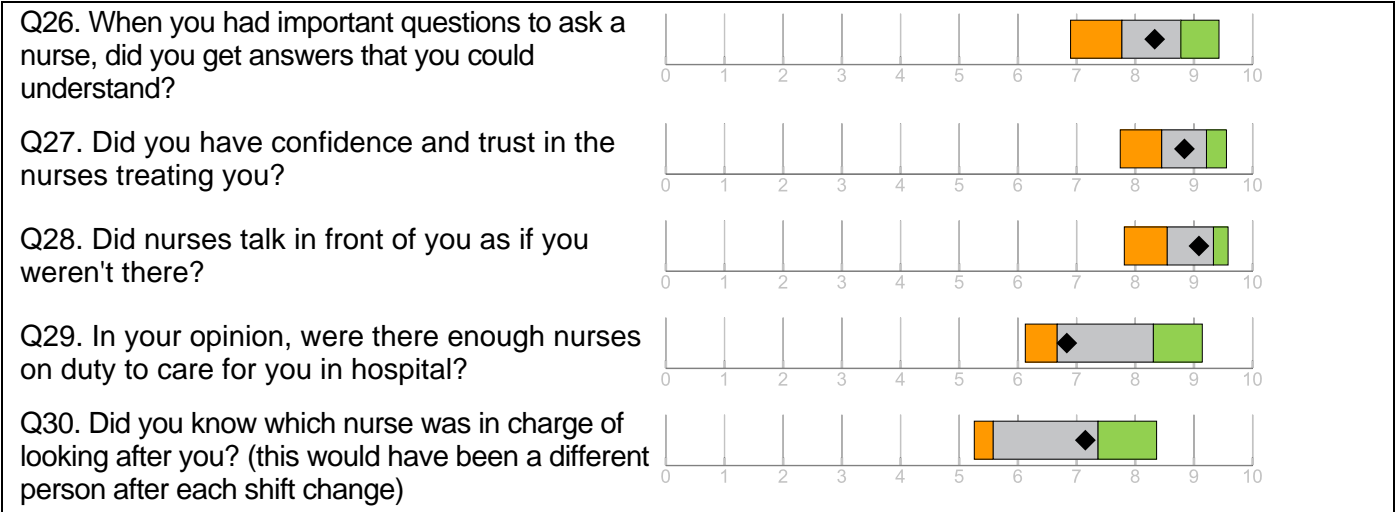 Q26. When you had important questions to ask a
nurse, did you get answers that you could
understand?
0 1 2 3 4 5 6 7 8 9 10
Q27. Did you have confidence and trust in the
nurses treating you?
0 1 2 3 4 5 6 7 8 9 10
Q28. Did nurses talk in front of you as if you
weren't there?
0 1 2 3 4 5 6 7 8 9 10
Q29. In your opinion, were there enough nurses
on duty to care for you in hospital?
0 1 2 3 4 5 6 7 8 9 10
Q30. Did you know which nurse was in charge of
looking after you? (this would have been a different
person after each shift change)
0 1 2 3 4 5 6 7 8 9 10